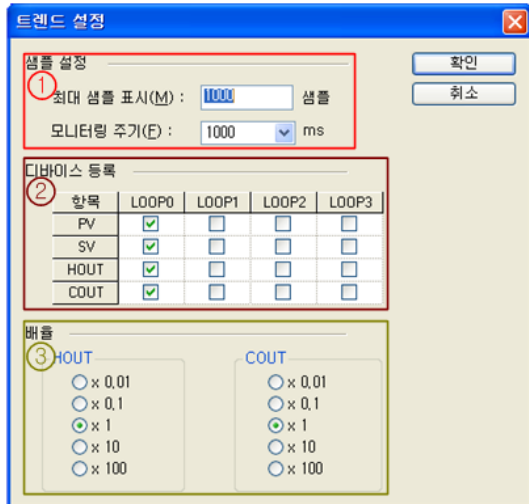 트렌드 설정
샘플 설정
①
최대 샘플 표시(M) : 1000 샘플
모니터링 주기(F) : 1000 ms
확인
취소
디바이스 등록
②
항목 LOOP0 LOOP1 LOOP2 LOOP3
PV
SV
HOUT
COUT
배율
③
HOUT
x 0.01
x 0.1
x 1
x 10
x 100
COUT
x 0.01
x 0.1
x 1
x 10
x 100